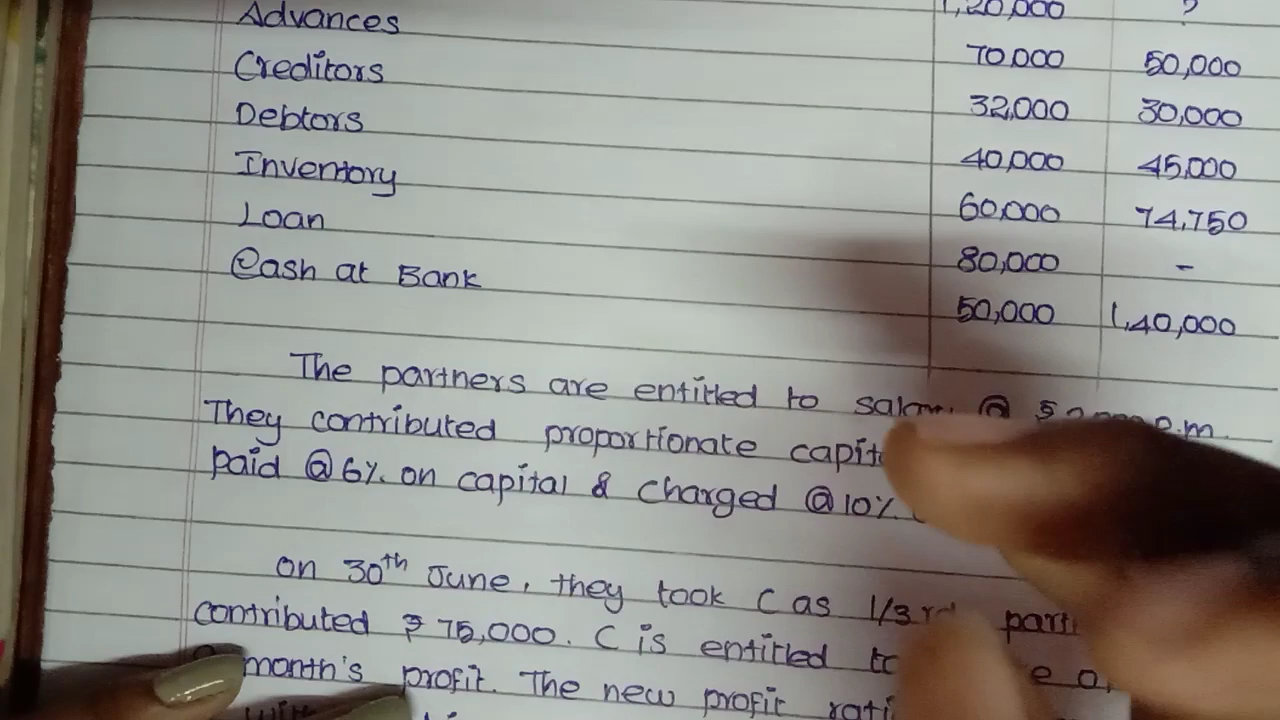 1,20,000 ?
Advances 70,000 50,000
Creditors 32,000 30,000
Debtors 40,000 45,000
Inventory 60,000 74,750
Loan 80,000 -
Cash at Bank 50,000 1,40,000
The partners are entitled to @ p.m.
They contributed proportionate
paid @ 6% on capital & charged @ 10%
On 30th June, they took C as 1/3rd
contributed ₹ 75,000. C is entitled
month's profit. The new profit